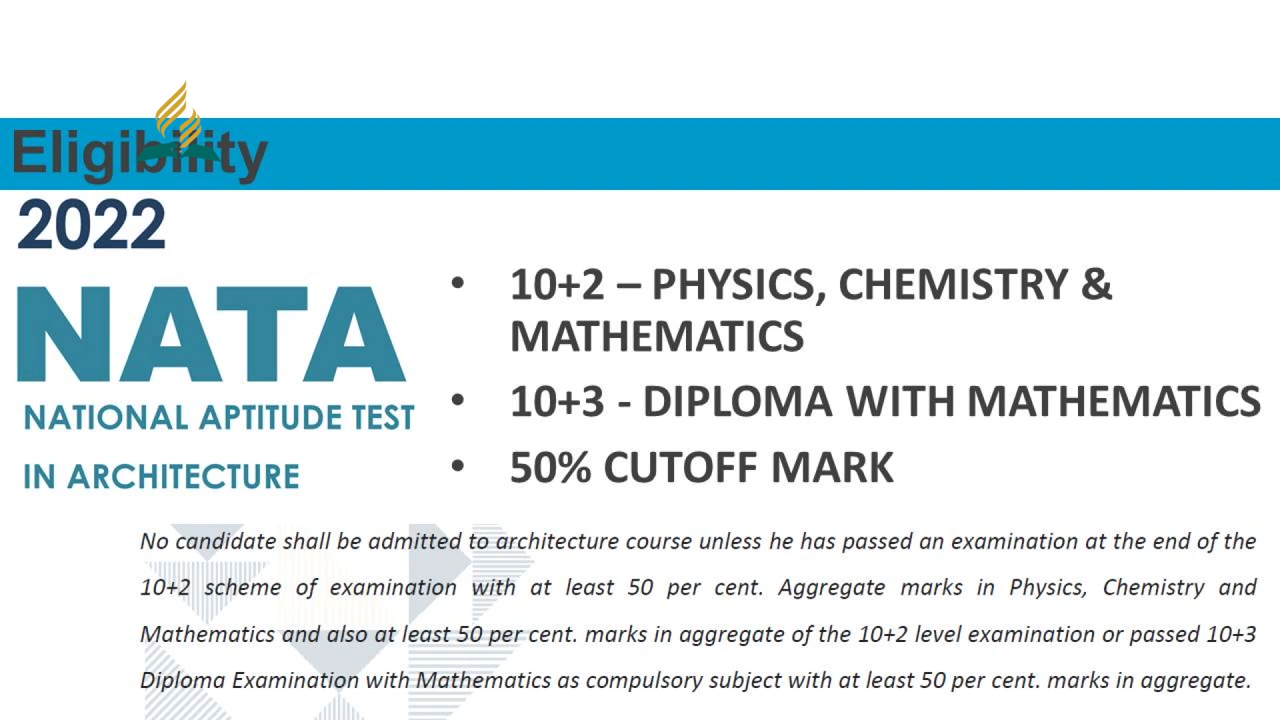 Eligibility
2022
NATA
NATIONAL APTITUDE TEST
IN ARCHITECTURE
• 10+2 – PHYSICS, CHEMISTRY &
MATHEMATICS
• 10+3 - DIPLOMA WITH MATHEMATICS
• 50% CUTOFF MARK
No candidate shall be admitted to architecture course unless he has passed an examination at the end of the
10+2 scheme of examination with at least 50 per cent. Aggregate marks in Physics, Chemistry and
Mathematics and also at least 50 per cent. marks in aggregate of the 10+2 level examination or passed 10+3
Diploma Examination with Mathematics as compulsory subject with at least 50 per cent. marks in aggregate.